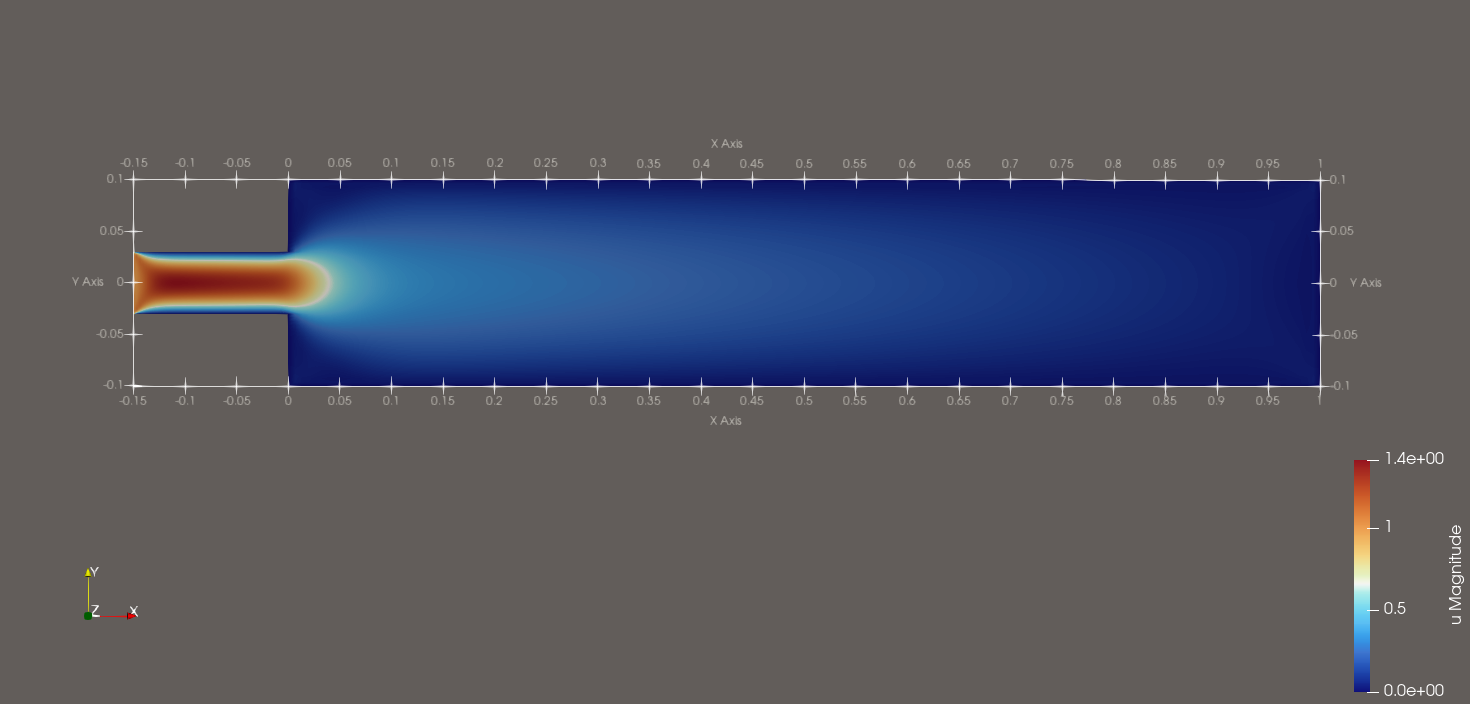 X Axis
-0.15 -0.1 -0.05 0 0.05 0.1 0.15 0.2 0.25 0.3 0.35 0.4 0.45 0.5 0.55 0.6 0.65 0.7 0.75 0.8 0.85 0.9 0.95 1
0.1 0.1
0.05 0.05
Y Axis 0 0 Y Axis
-0.05 -0.05
-0.1 -0.1
-0.15 -0.1 -0.05 0 0.05 0.1 0.15 0.2 0.25 0.3 0.35 0.4 0.45 0.5 0.55 0.6 0.65 0.7 0.75 0.8 0.85 0.9 0.95 1
X Axis
1.4e+00
1
0.5
0.0e+00
u Magnitude
Y
Z X